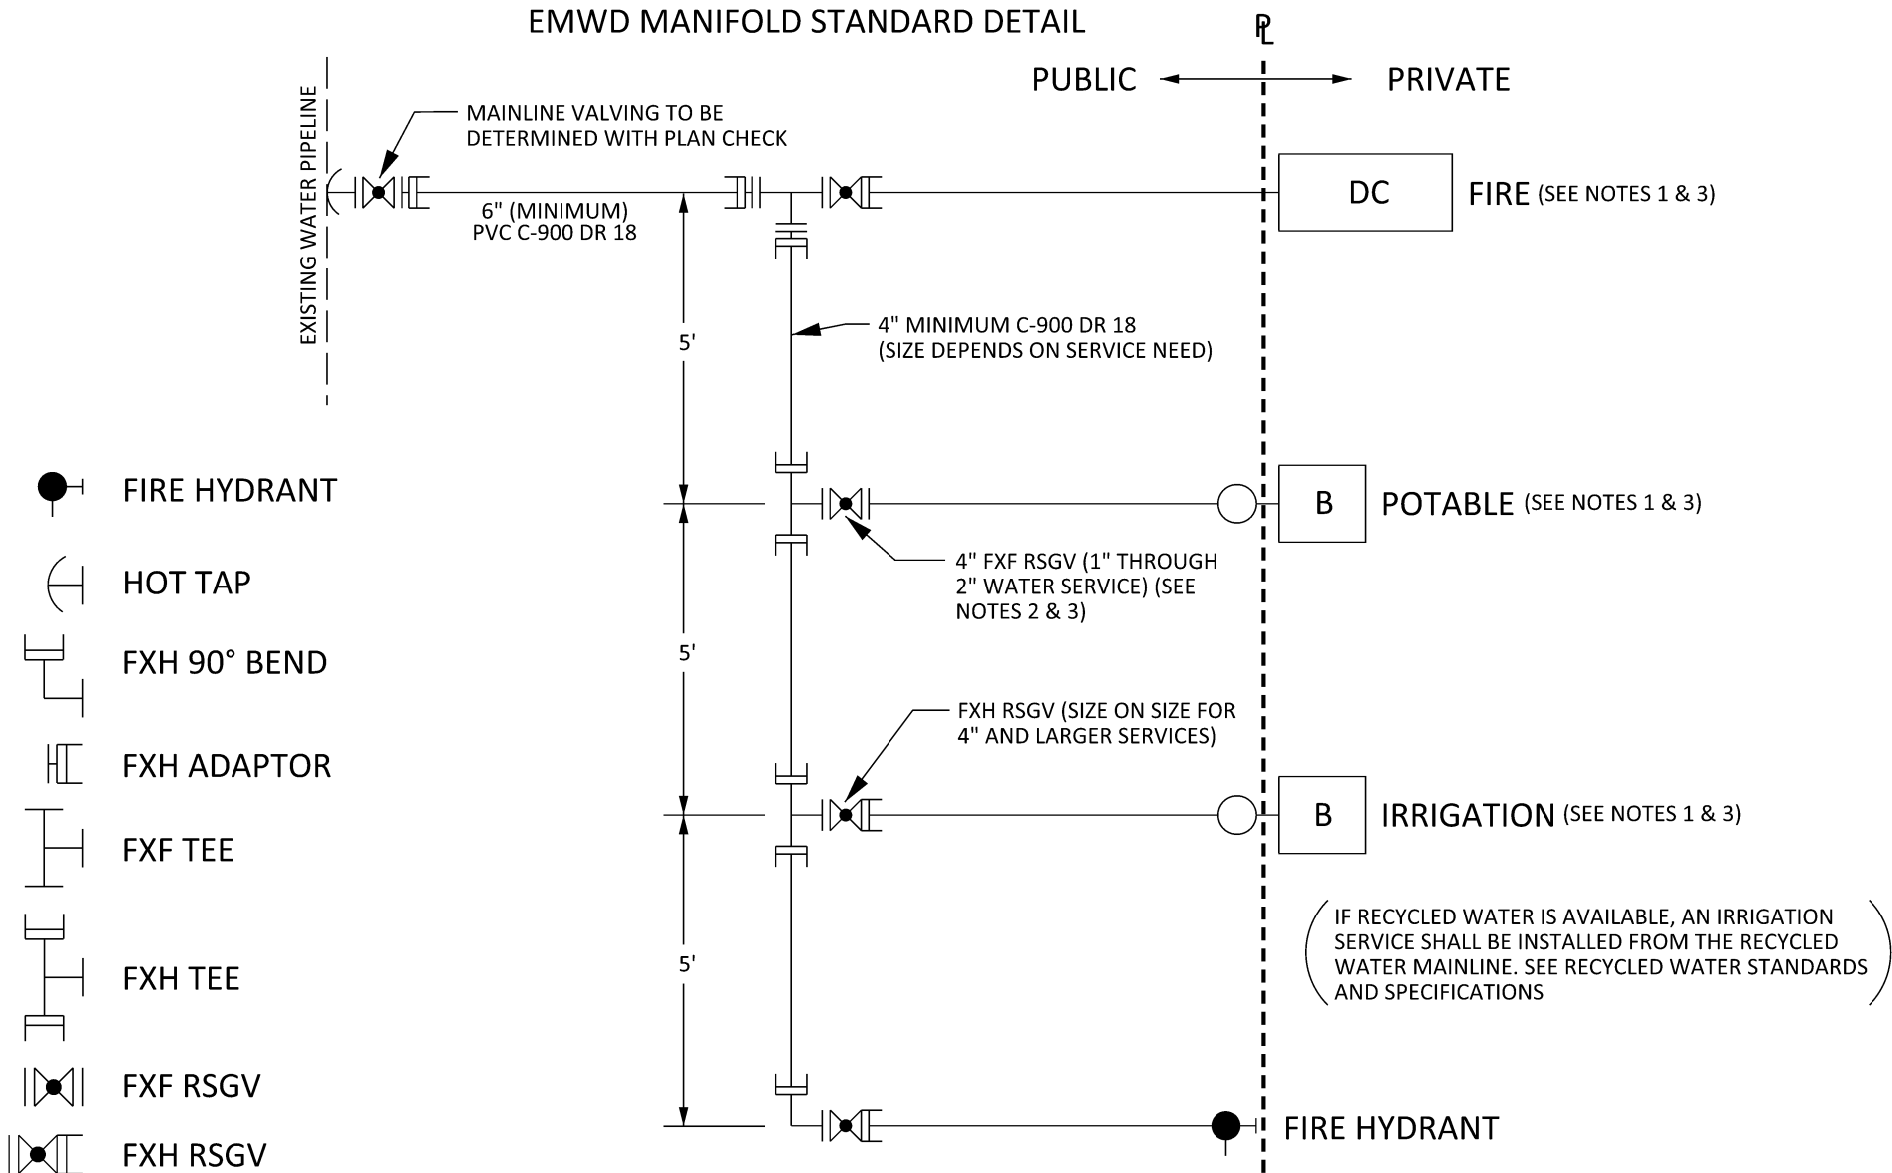 EMWD MANIFOLD STANDARD DETAIL
PL
PUBLIC
PRIVATE
EXISTING WATER PIPELINE
MAINLINE VALVING TO BE
DETERMINED WITH PLAN CHECK
6" (MINIMUM)
PVC C-900 DR 18
DC
FIRE (SEE NOTES 1 & 3)
5'
4" MINIMUM C-900 DR 18
(SIZE DEPENDS ON SERVICE NEED)
B
POTABLE (SEE NOTES 1 & 3)
4" FXF RSGV (1" THROUGH
2" WATER SERVICE) (SEE
NOTES 2 & 3)
5'
FXH RSGV (SIZE ON SIZE FOR
4" AND LARGER SERVICES)
B
IRRIGATION (SEE NOTES 1 & 3)
IF RECYCLED WATER IS AVAILABLE, AN IRRIGATION
SERVICE SHALL BE INSTALLED FROM THE RECYCLED
WATER MAINLINE. SEE RECYCLED WATER STANDARDS
AND SPECIFICATIONS
5'
FIRE HYDRANT
FIRE HYDRANT
HOT TAP
FXH 90° BEND
FXH ADAPTOR
FXF TEE
FXH TEE
FXF RSGV
FXH RSGV